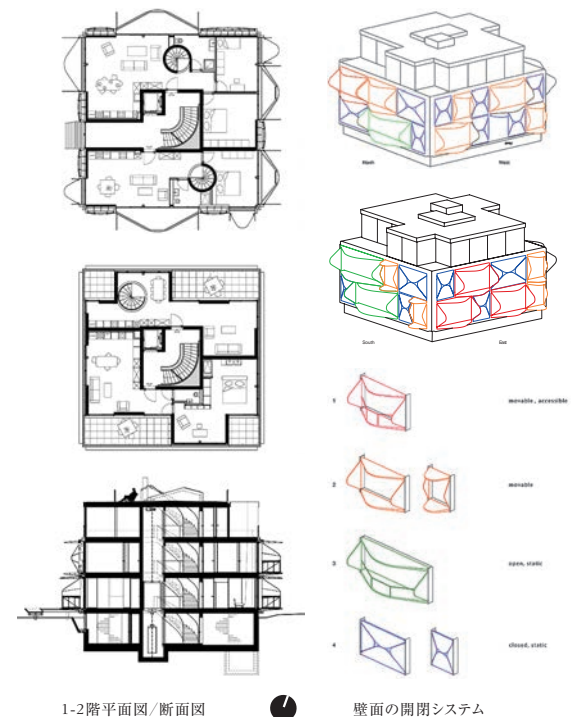 North
West
South
East
1 movable, accessible
2 movable
3 open, static
4 closed, static
1-2階平面図/断面図
壁面の開閉システム